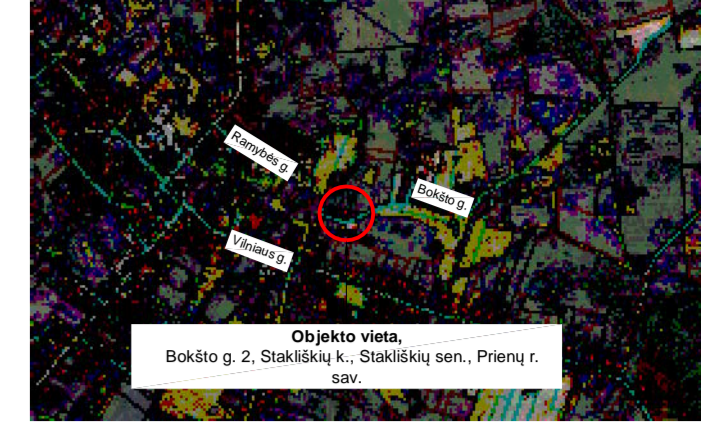 Ramybės g.
Bokšto g.
Vilniaus g.
Objekto vieta,
Bokšto g. 2, Stakliškių k., Stakliškių sen., Prienų r.
sav.